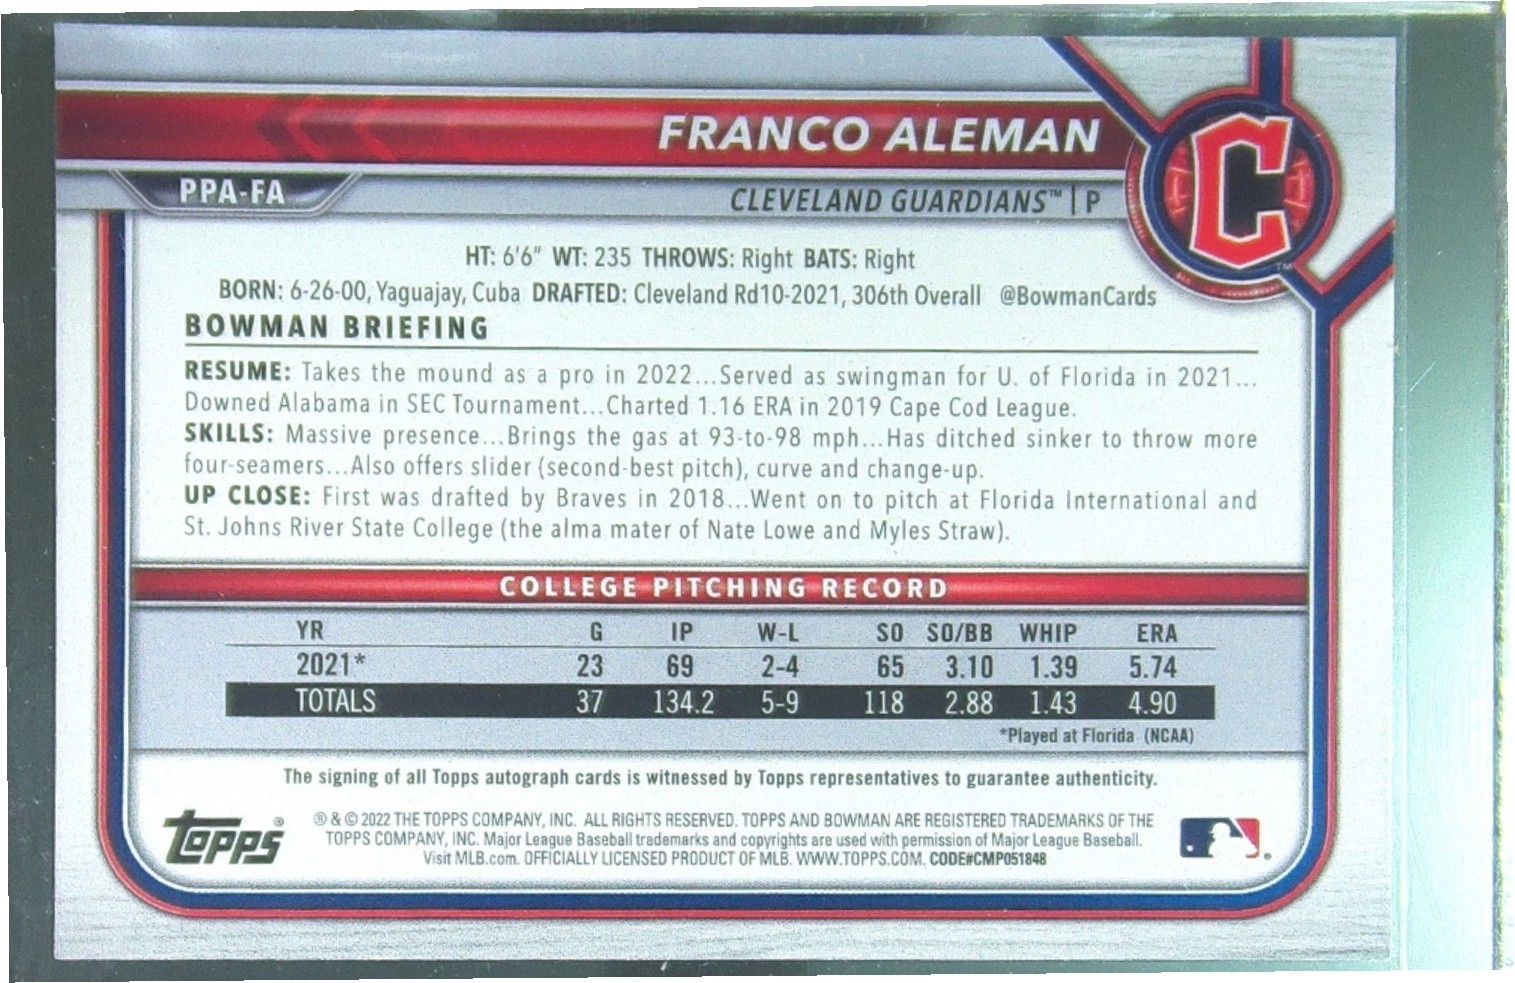 FRANCO ALEMAN
PPA-FA
CLEVELAND GUARDIANS™ | P
C
™
HT: 6'6" WT: 235 THROWS: Right BATS: Right
BORN: 6-26-00, Yaguajay, Cuba DRAFTED: Cleveland Rd10-2021, 306th Overall @BowmanCards
BOWMAN BRIEFING
RESUME: Takes the mound as a pro in 2022...Served as swingman for U. of Florida in 2021...
Downed Alabama in SEC Tournament...Charted 1.16 ERA in 2019 Cape Cod League.
SKILLS: Massive presence...Brings the gas at 93-to-98 mph...Has ditched sinker to throw more
four-seamers...Also offers slider (second-best pitch), curve and change-up.
UP CLOSE: First was drafted by Braves in 2018...Went on to pitch at Florida International and
St. Johns River State College (the alma mater of Nate Lowe and Myles Straw).
COLLEGE PITCHING RECORD
YR G IP W-L SO SO/BB WHIP ERA
2021* 23 69 2-4 65 3.10 1.39 5.74
TOTALS 37 134.2 5-9 118 2.88 1.43 4.90
*Played at Florida (NCAA)
The signing of all Topps autograph cards is witnessed by Topps representatives to guarantee authenticity.
topps®
® & © 2022 THE TOPPS COMPANY, INC. ALL RIGHTS RESERVED. TOPPS AND BOWMAN ARE REGISTERED TRADEMARKS OF THE
TOPPS COMPANY, INC. Major League Baseball trademarks and copyrights are used with permission of Major League Baseball.
Visit MLB.com. OFFICIALLY LICENSED PRODUCT OF MLB. WWW.TOPPS.COM. CODE#CMP051848
®